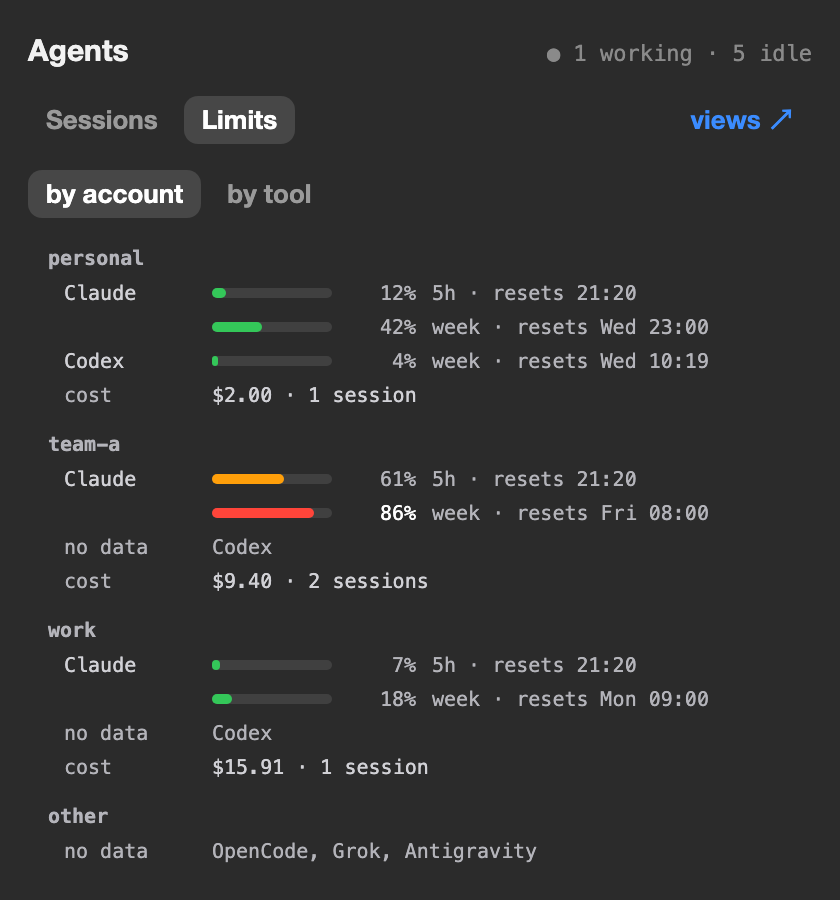 Agents
● 1 working · 5 idle
Sessions Limits views ↗
by account by tool
personal
Claude 12% 5h · resets 21:20
42% week · resets Wed 23:00
Codex 4% week · resets Wed 10:19
cost $2.00 · 1 session
team-a
Claude 61% 5h · resets 21:20
86% week · resets Fri 08:00
no data Codex
cost $9.40 · 2 sessions
work
Claude 7% 5h · resets 21:20
18% week · resets Mon 09:00
no data Codex
cost $15.91 · 1 session
other
no data OpenCode, Grok, Antigravity